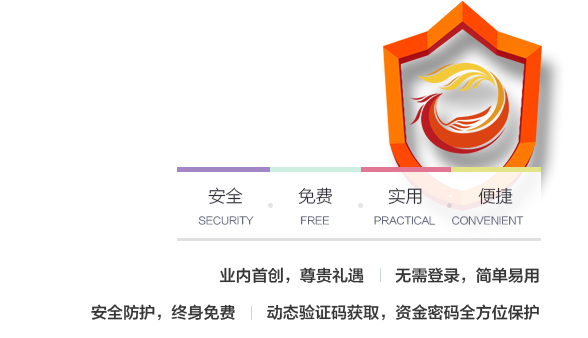 安全 免费 实用 便捷
SECURITY FREE PRACTICAL CONVENIENT
业内首创，尊贵礼遇 | 无需登录，简单易用
安全防护，终身免费 | 动态验证码获取，资金密码全方位保护